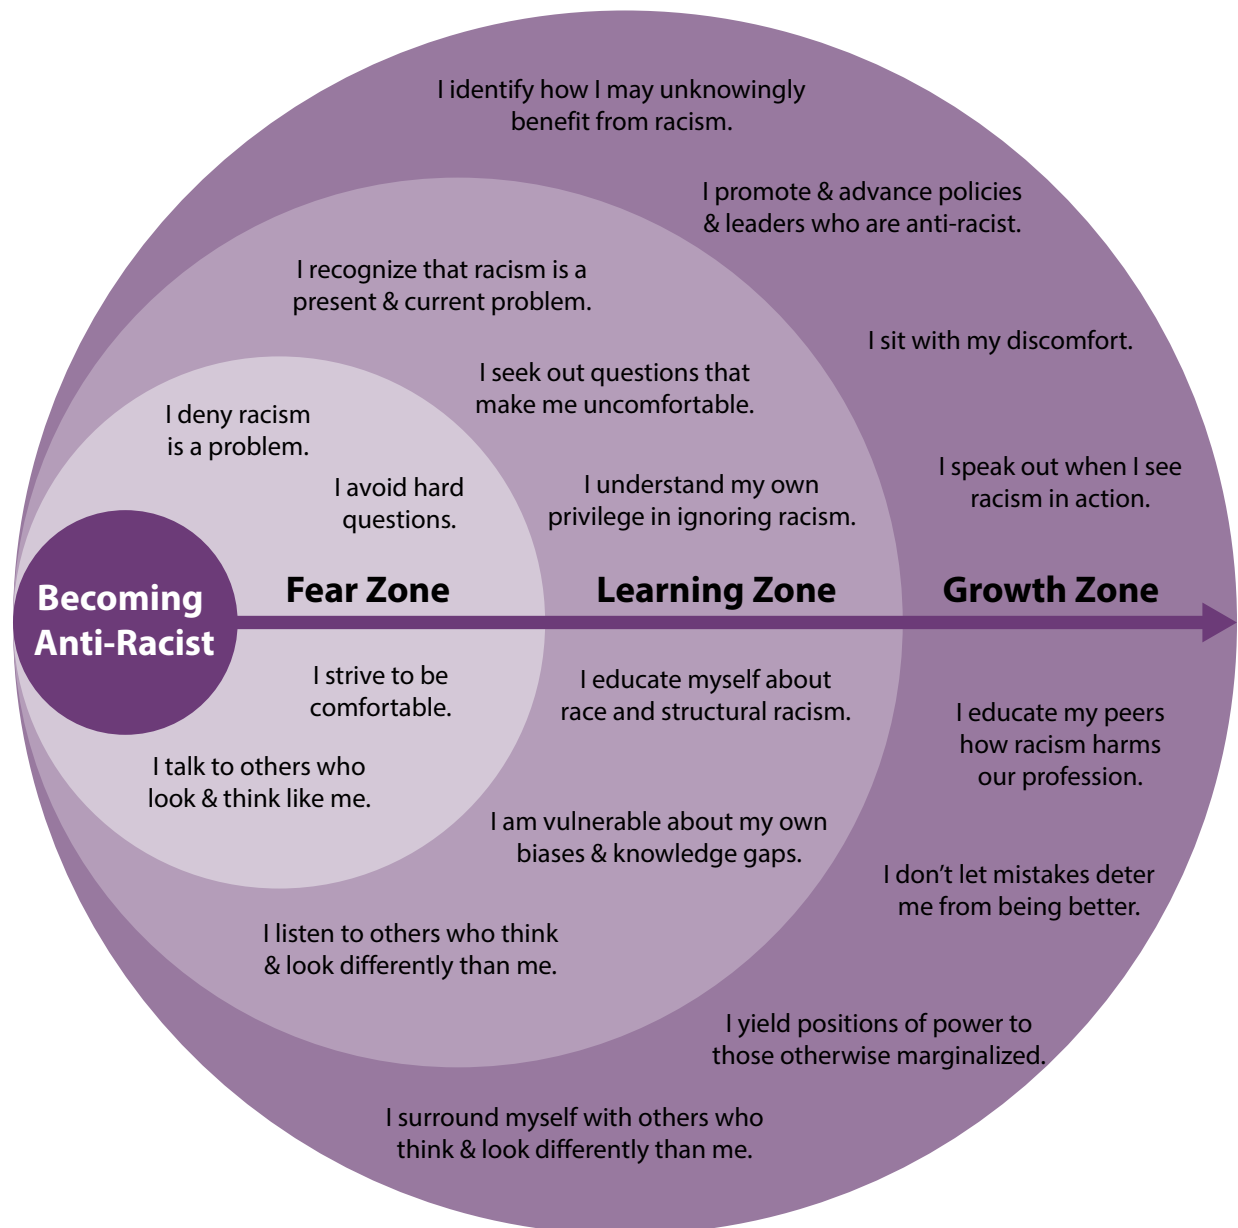 I identify how I may unknowingly
benefit from racism.
I promote & advance policies
& leaders who are anti-racist.
I recognize that racism is a
present & current problem.
I sit with my discomfort.
I seek out questions that
make me uncomfortable.
I deny racism
is a problem.
I speak out when I see
racism in action.
I avoid hard
questions.
I understand my own
privilege in ignoring racism.
Becoming
Anti-Racist
Fear Zone
Learning Zone
Growth Zone
I strive to be
comfortable.
I educate myself about
race and structural racism.
I educate my peers
how racism harms
our profession.
I talk to others who
look & think like me.
I am vulnerable about my own
biases & knowledge gaps.
I don’t let mistakes deter
me from being better.
I listen to others who think
& look differently than me.
I yield positions of power to
those otherwise marginalized.
I surround myself with others who
think & look differently than me.